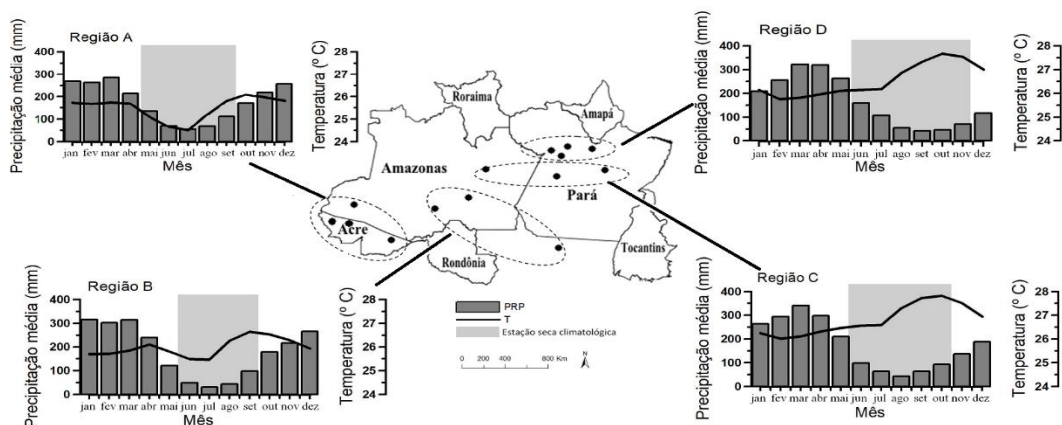 Região A
Precipitação média (mm)
400
300
200
100
0
jan fev mar abr mai jun jul ago set out nov dez
Mês
Temperatura (º C)
28
27
26
25
24
Região D
Precipitação média (mm)
400
300
200
100
0
jan fev mar abr mai jun jul ago set out nov dez
Mês
Temperatura (º C)
28
27
26
25
24
Roraima
Amapá
Amazonas
Pará
Acre
Rondônia
Tocantins
PRP
T
Estação seca climatológica
0 200 400 800 Km
N
Região B
Precipitação média (mm)
400
300
200
100
0
jan fev mar abr mai jun jul ago set out nov dez
Mês
Temperatura (º C)
28
27
26
25
24
Região C
Precipitação média (mm)
400
300
200
100
0
jan fev mar abr mai jun jul ago set out nov dez
Mês
Temperatura (º C)
28
27
26
25
24